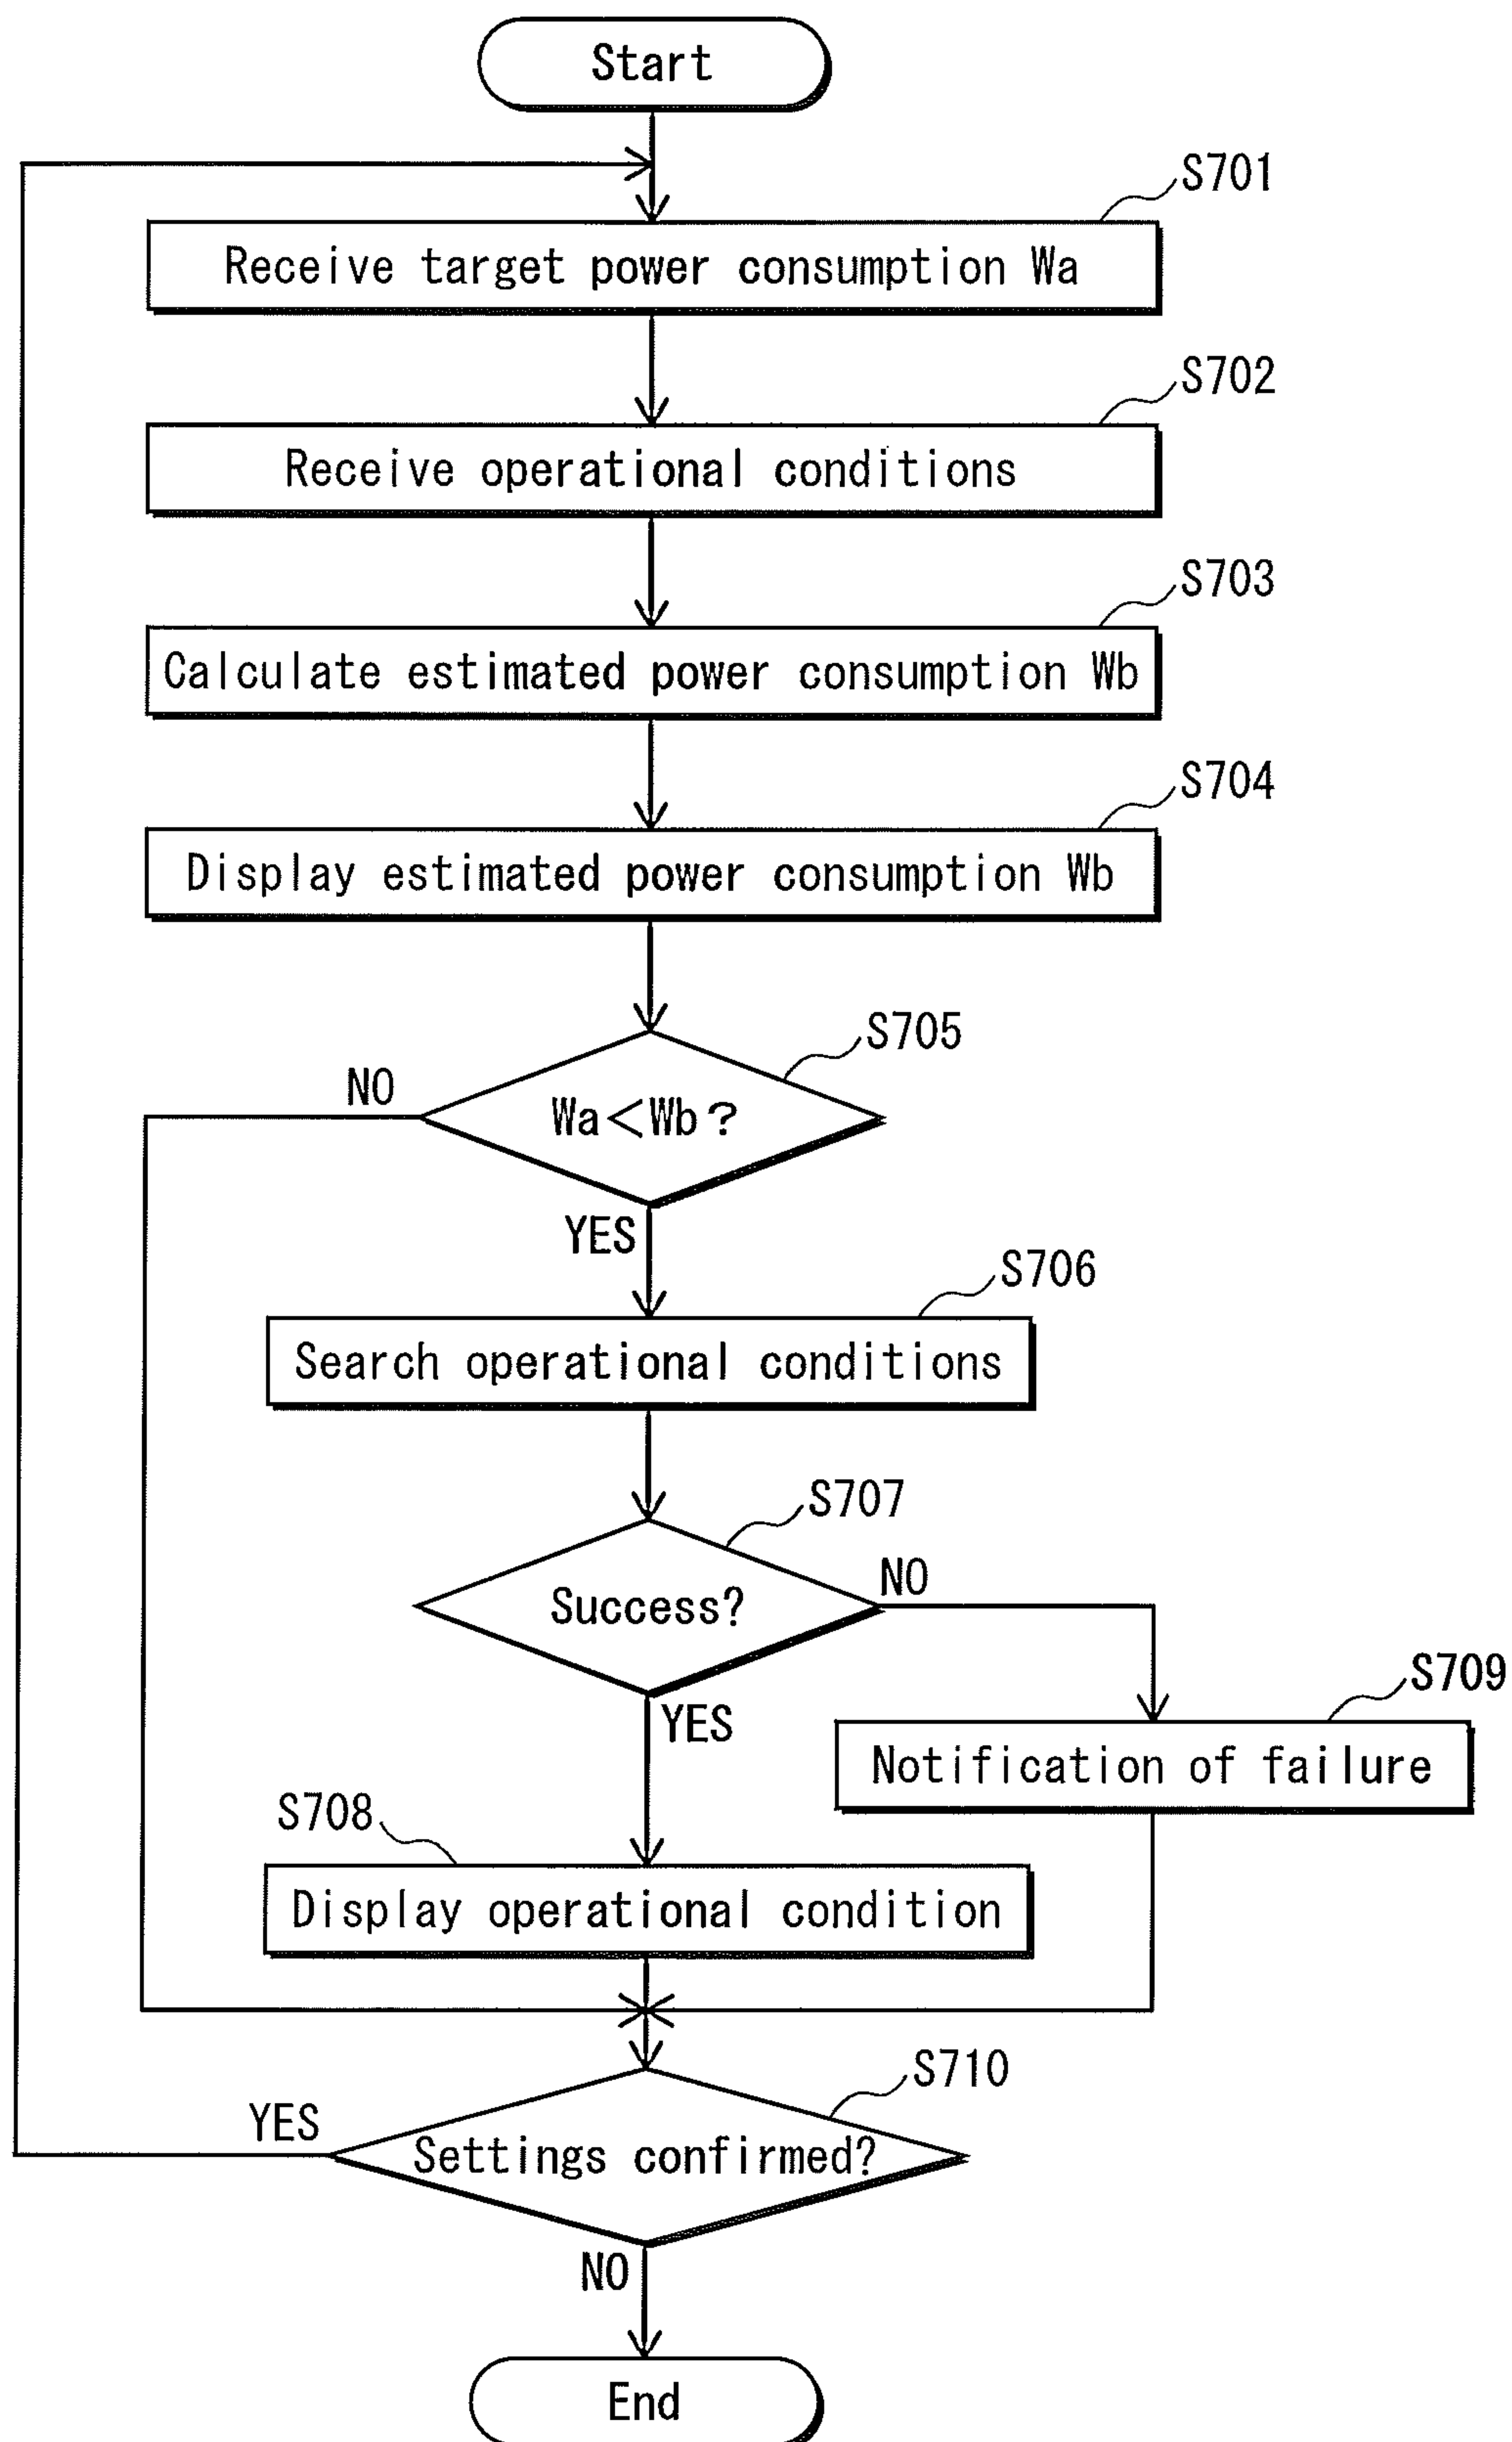 Start
S701
Receive target power consumption Wa
S702
Receive operational conditions
S703
Calculate estimated power consumption Wb
S704
Display estimated power consumption Wb
S705
NO
Wa<Wb?
YES
S706
Search operational conditions
S707
Success?
NO
YES
S709
Notification of failure
S708
Display operational condition
S710
YES
Settings confirmed?
NO
End